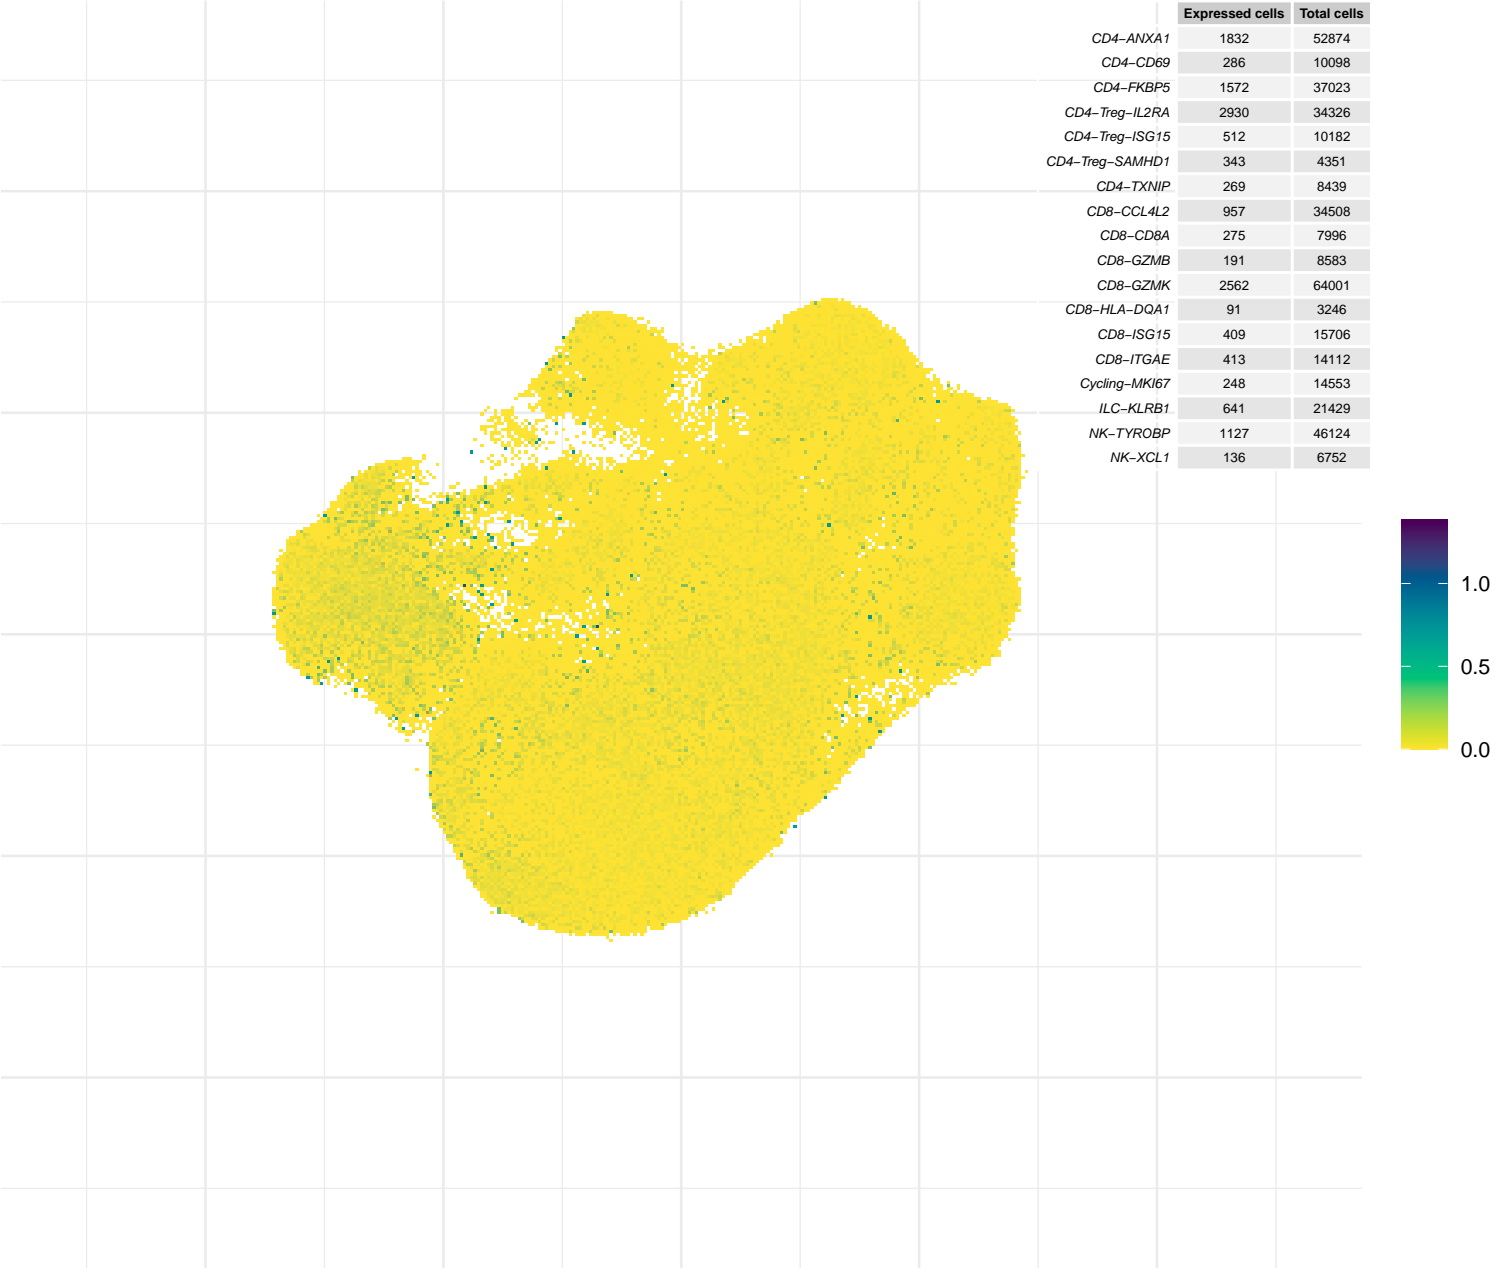 Expressed cells Total cells
CD4−ANXA1 1832 52874
CD4−CD69 286 10098
CD4−FKBP5 1572 37023
CD4−Treg−IL2RA 2930 34326
CD4−Treg−ISG15 512 10182
CD4−Treg−SAMHD1 343 4351
CD4−TXNIP 269 8439
CD8−CCL4L2 957 34508
CD8−CD8A 275 7996
CD8−GZMB 191 8583
CD8−GZMK 2562 64001
CD8−HLA−DQA1 91 3246
CD8−ISG15 409 15706
CD8−ITGAE 413 14112
Cycling−MKI67 248 14553
ILC−KLRB1 641 21429
NK−TYROBP 1127 46124
NK−XCL1 136 6752
1.0
0.5
0.0